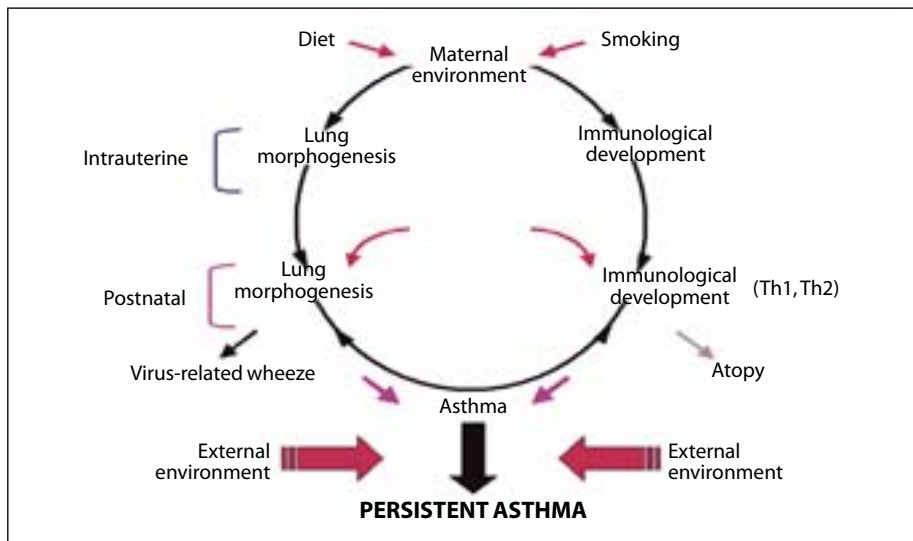 Diet
Smoking
Maternal
environment
Intrauterine
Lung
morphogenesis
Immunological
development
Postnatal
Lung
morphogenesis
Immunological
development
(Th1, Th2)
Virus-related wheeze
Atopy
Asthma
External
environment
External
environment
PERSISTENT ASTHMA